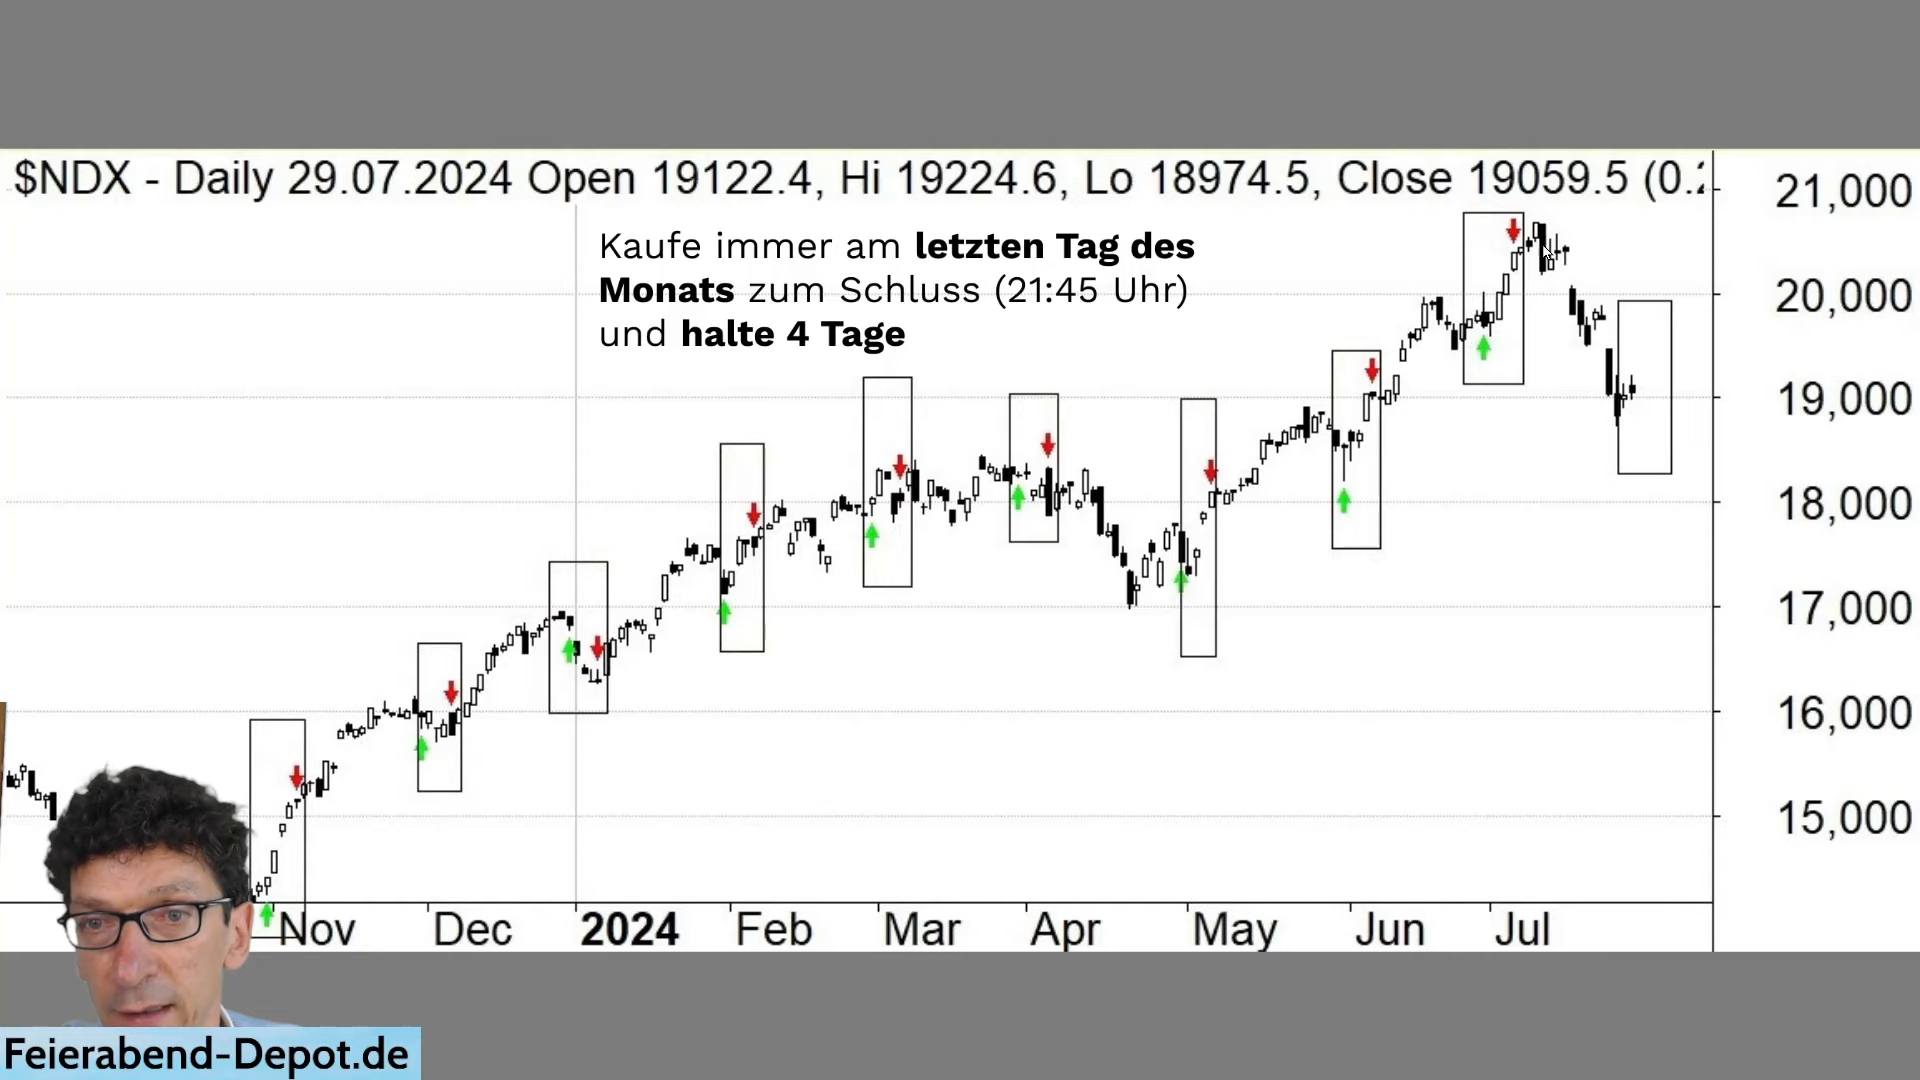 $NDX - Daily 29.07.2024 Open 19122.4, Hi 19224.6, Lo 18974.5, Close 19059.5 (0.2
Kaufe immer am letzten Tag des
Monats zum Schluss (21:45 Uhr)
und halte 4 Tage
21,000
20,000
19,000
18,000
17,000
16,000
15,000
Nov Dec 2024 Feb Mar Apr May Jun Jul
Feierabend-Depot.de